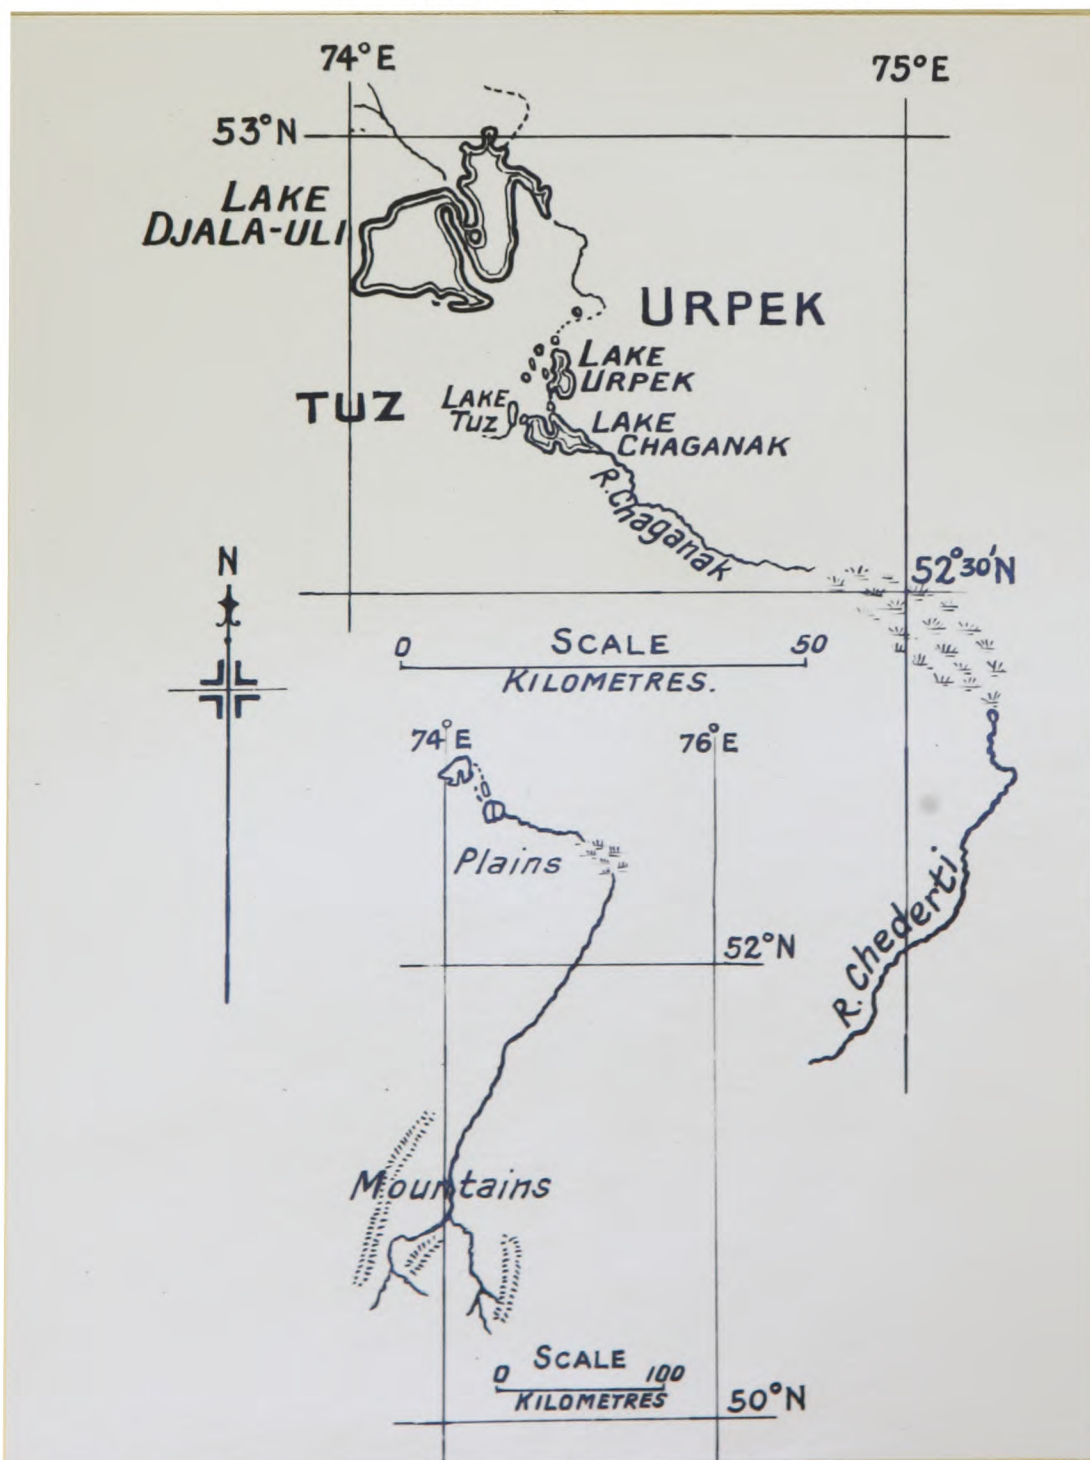 74°E
75°E
53°N
LAKE
DJALA-ULI
URPEK
LAKE
URPEK
TUZ
LAKE
TUZ
LAKE
CHAGANAK
R. Chaganak
N
52°30'N
0 SCALE 50
KILOMETRES.
74°E
76°E
Plains
R. Chederti
52°N
Mountains
SCALE
0 100
KILOMETRES
50°N